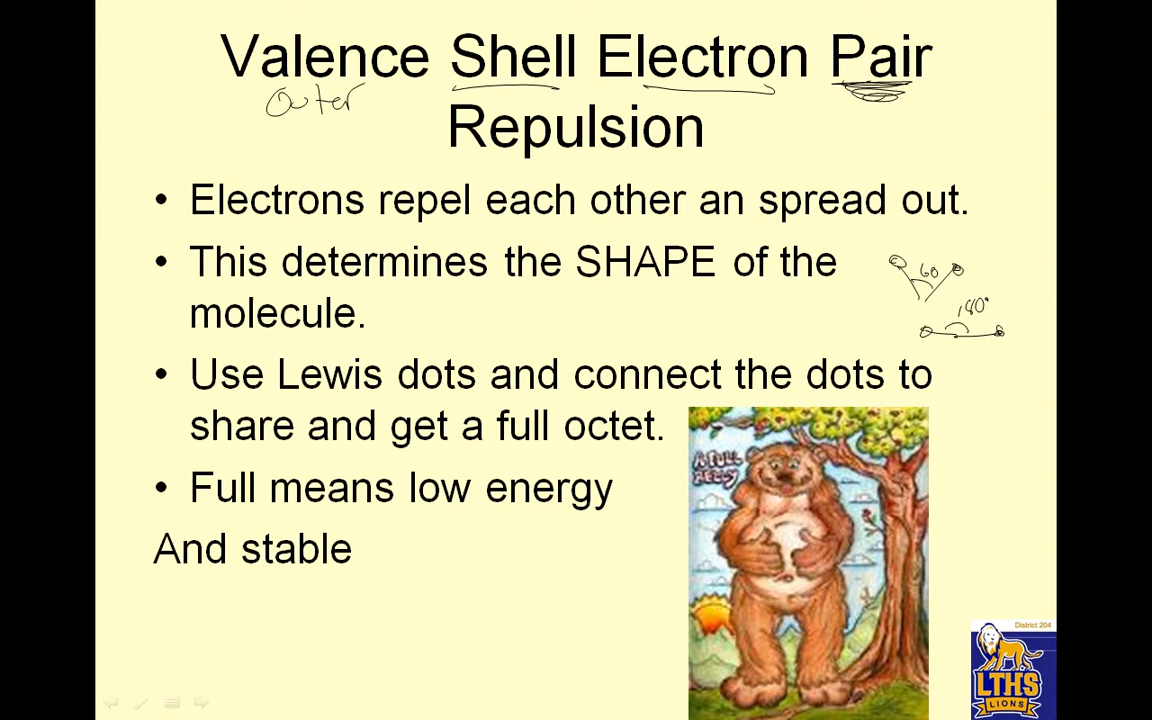 Valence Shell Electron Pair
outer
Repulsion
• Electrons repel each other an spread out.
• This determines the SHAPE of the
molecule.
60
180°
• Use Lewis dots and connect the dots to
share and get a full octet.
• Full means low energy
And stable
A FULL
BELLY
District 204
LTHS
LIONS